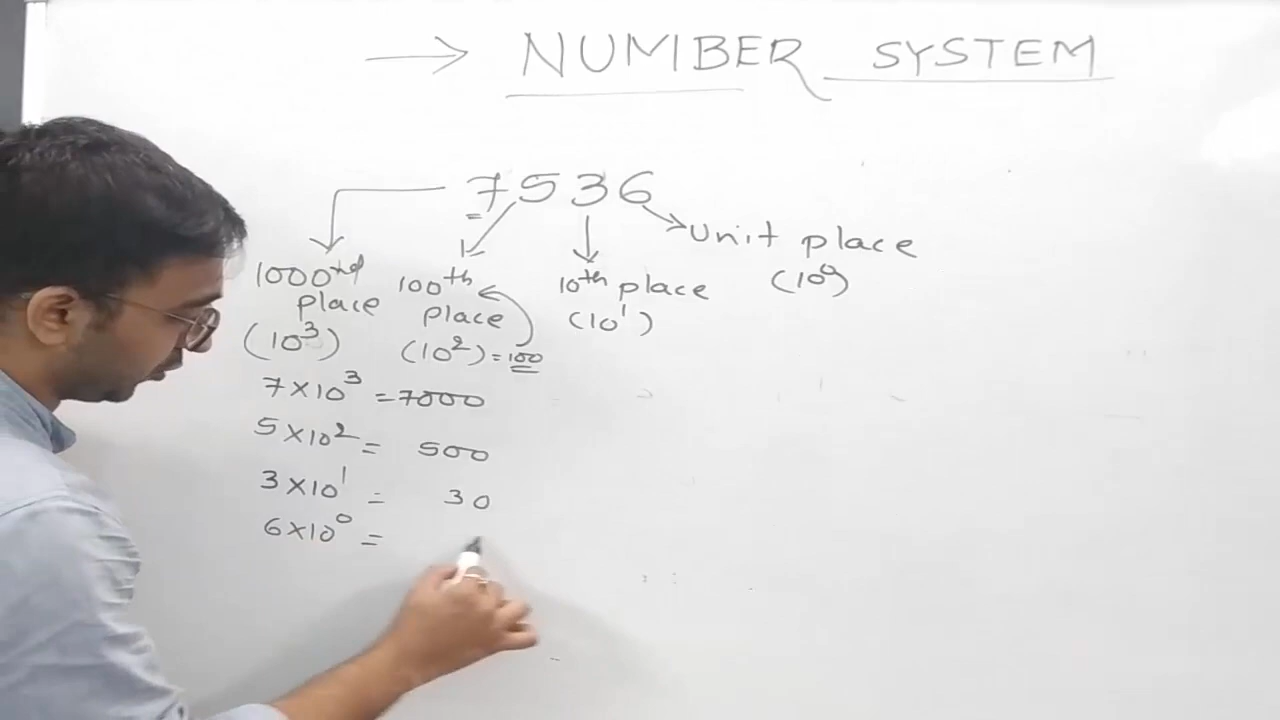 → NUMBER SYSTEM
7536
Unit place
(10⁰)
1000nd
place
(10³)
100th
place
(10²) = 100
10th place
(10¹)
7×10³ = 7000
5×10² = 500
3×10¹ = 30
6×10⁰ =